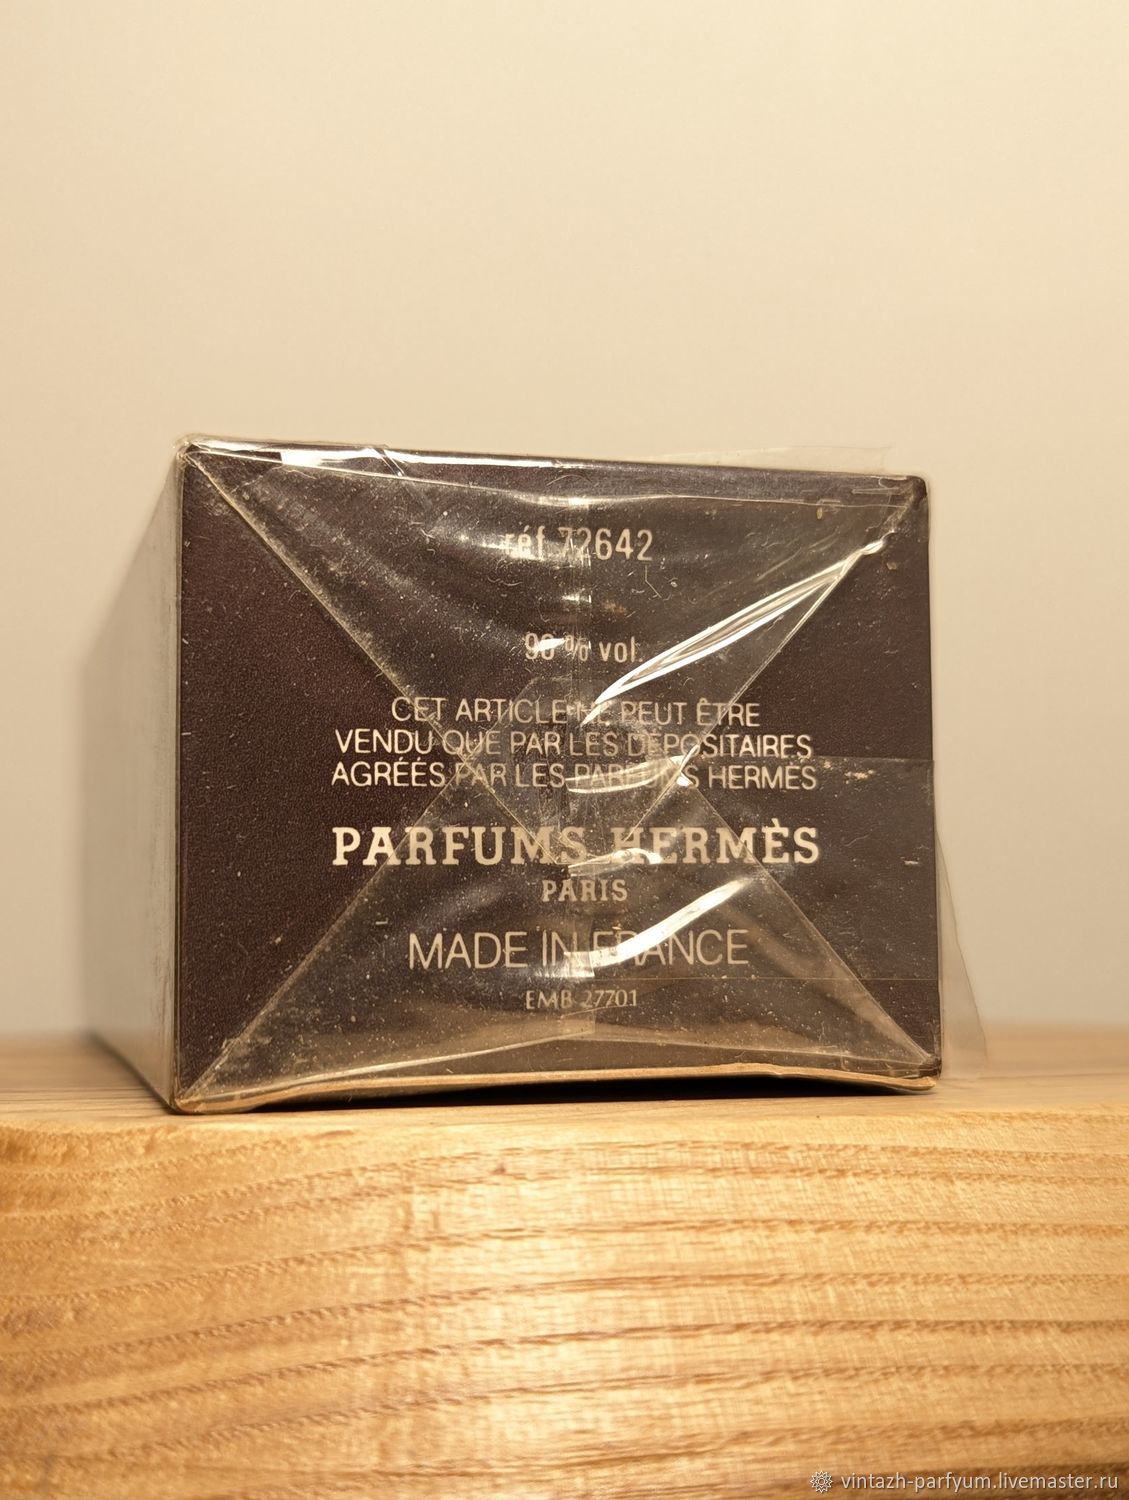 réf 72642
90 % vol.
CET ARTICLE NE PEUT ÊTRE
VENDU QUE PAR LES DÉPOSITAIRES
AGRÉÉS PAR LES PARFUMS HERMÈS
PARFUMS HERMÈS
PARIS
MADE IN FRANCE
EMB 27701
vintazh-parfyum.livemaster.ru